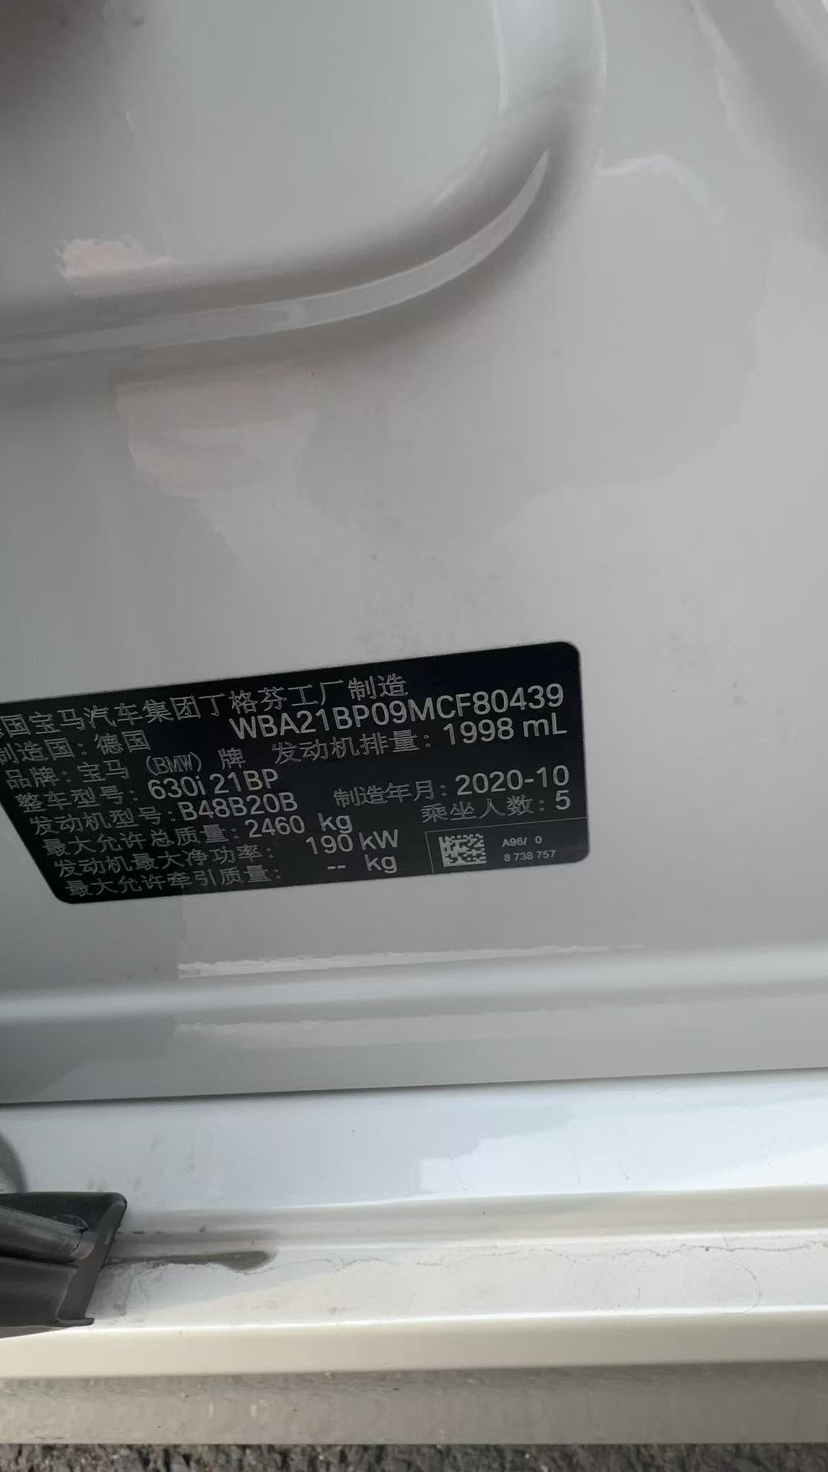 国宝马汽车集团丁格芬工厂制造
制造国：德国 WBA21BP09MCF80439
品牌：宝马（BMW）牌 发动机排量：1998 mL
整车型号：630i 21BP
发动机型号：B48B20B 制造年月：2020-10
最大允许总质量：2460 kg 乘坐人数：5
发动机最大净功率：190 kW
最大允许牵引质量：-- kg
A96/ 0
8 738 757